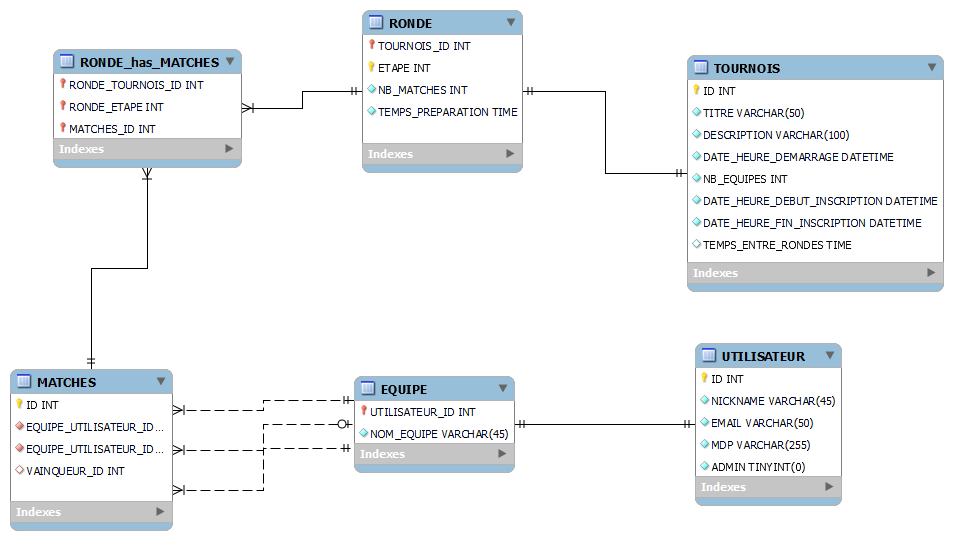 RONDE
TOURNOIS_ID INT
ETAPE INT
NB_MATCHES INT
TEMPS_PREPARATION TIME
Indexes
RONDE_has_MATCHES
RONDE_TOURNOIS_ID INT
RONDE_ETAPE INT
MATCHES_ID INT
Indexes
TOURNOIS
ID INT
TITRE VARCHAR(50)
DESCRIPTION VARCHAR(100)
DATE_HEURE_DEMARRAGE DATETIME
NB_EQUIPES INT
DATE_HEURE_DEBUT_INSCRIPTION DATETIME
DATE_HEURE_FIN_INSCRIPTION DATETIME
TEMPS_ENTRE_RONDES TIME
Indexes
MATCHES
ID INT
EQUIPE_UTILISATEUR_ID...
EQUIPE_UTILISATEUR_ID...
VAINQUEUR_ID INT
Indexes
EQUIPE
UTILISATEUR_ID INT
NOM_EQUIPE VARCHAR(45)
Indexes
UTILISATEUR
ID INT
NICKNAME VARCHAR(45)
EMAIL VARCHAR(50)
MDP VARCHAR(255)
ADMIN TINYINT(0)
Indexes